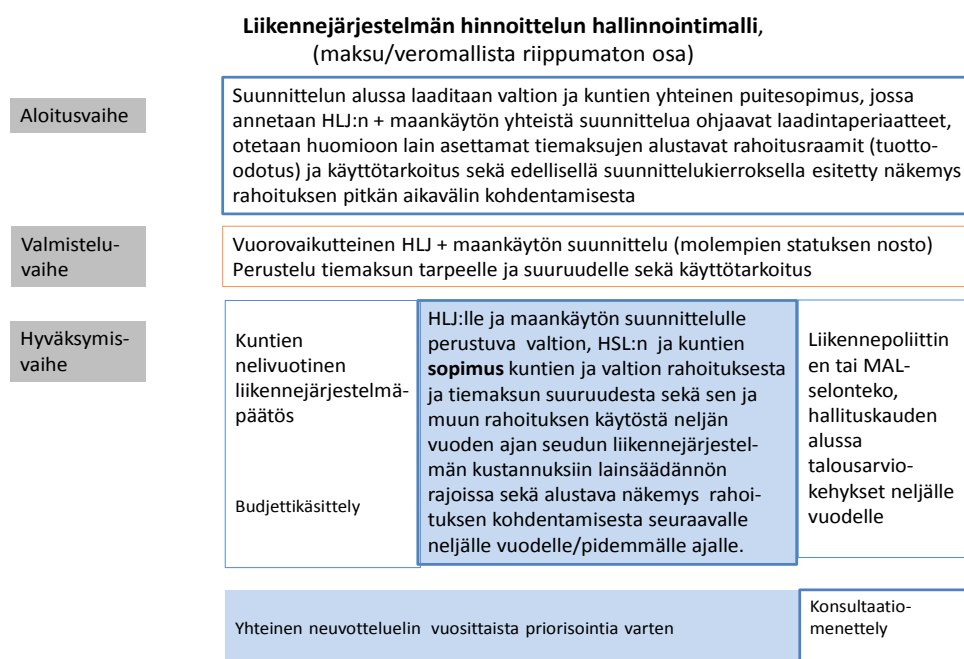 Liikennejärjestelmän hinnoittelun hallinnointimalli,
(maksu/veromallista riippumaton osa)
Aloitusvaihe
Suunnittelun alussa laaditaan valtion ja kuntien yhteinen puitesopimus, jossa
annetaan HLJ:n + maankäytön yhteistä suunnittelua ohjaavat laadintaperiaatteet,
otetaan huomioon lain asettamat tiemaksujen alustavat rahoitusraamit (tuotto-
odotus) ja käyttötarkoitus sekä edellisellä suunnittelukierroksella esitetty näkemys
rahoituksen pitkän aikavälin kohdentamisesta
Valmistelu-
vaihe
Vuorovaikutteinen HLJ + maankäytön suunnittelu (molempien statuksen nosto)
Perustelu tiemaksun tarpeelle ja suuruudelle sekä käyttötarkoitus
Hyväksymis-
vaihe
Kuntien
nelivuotinen
liikennejärjestelmä-
päätös
Budjettikäsittely
HLJ:lle ja maankäytön suunnittelulle
perustuva valtion, HSL:n ja kuntien
sopimus kuntien ja valtion rahoituksesta
ja tiemaksun suuruudesta sekä sen ja
muun rahoituksen käytöstä neljän
vuoden ajan seudun liikennejärjestel-
män kustannuksiin lainsäädännön
rajoissa sekä alustava näkemys rahoi-
tuksen kohdentamisesta seuraavalle
neljälle vuodelle/pidemmälle ajalle.
Liikennepoliittin
en tai MAL-
selonteko,
hallituskauden
alussa
talousarvio-
kehykset neljälle
vuodelle
Yhteinen neuvotteluelin vuosittaista priorisointia varten
Konsultaatio-
menettely